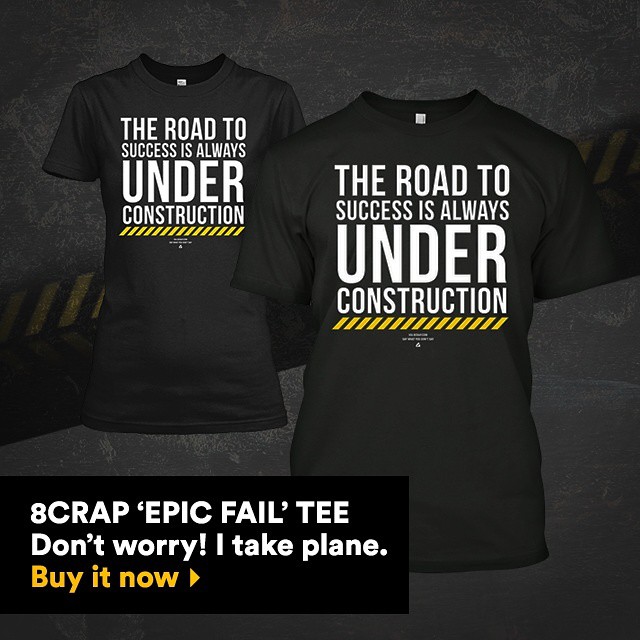 THE ROAD TO
SUCCESS IS ALWAYS
UNDER
CONSTRUCTION
THE ROAD TO
SUCCESS IS ALWAYS
UNDER
CONSTRUCTION
8CRAP ‘EPIC FAIL’ TEE
Don’t worry! I take plane.
Buy it now